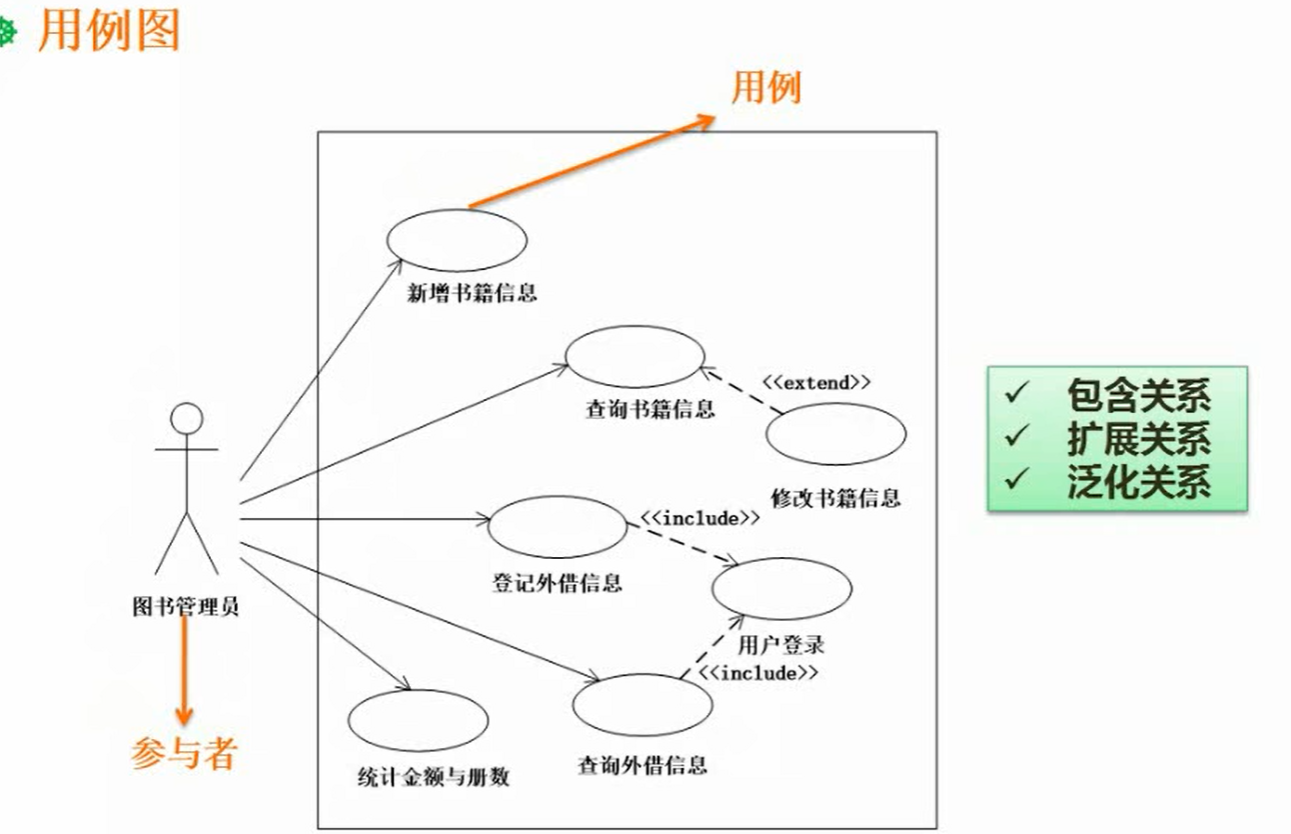 用例图
用例
新增书籍信息
<<extend>>
查询书籍信息
修改书籍信息
<<include>>
登记外借信息
图书管理员
用户登录
<<include>>
查询外借信息
统计金额与册数
参与者
✓ 包含关系
✓ 扩展关系
✓ 泛化关系